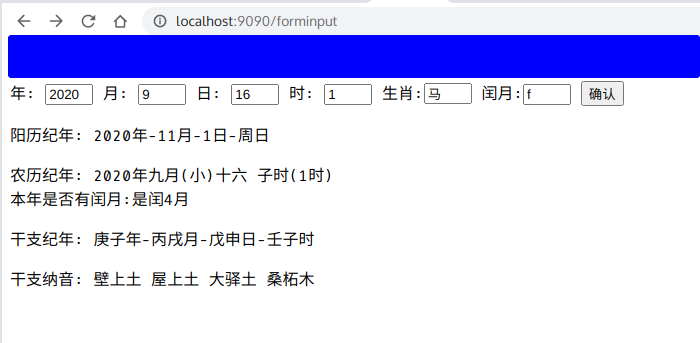 localhost:9090/forminput
年: 2020 月: 9 日: 16 时: 1 生肖:马 闰月:f 确认
阳历纪年: 2020年-11月-1日-周日
农历纪年: 2020年九月(小)十六 子时(1时)
本年是否有闰月:是闰4月
干支纪年: 庚子年-丙戌月-戊申日-壬子时
干支纳音: 壁上土 屋上土 大驿土 桑柘木